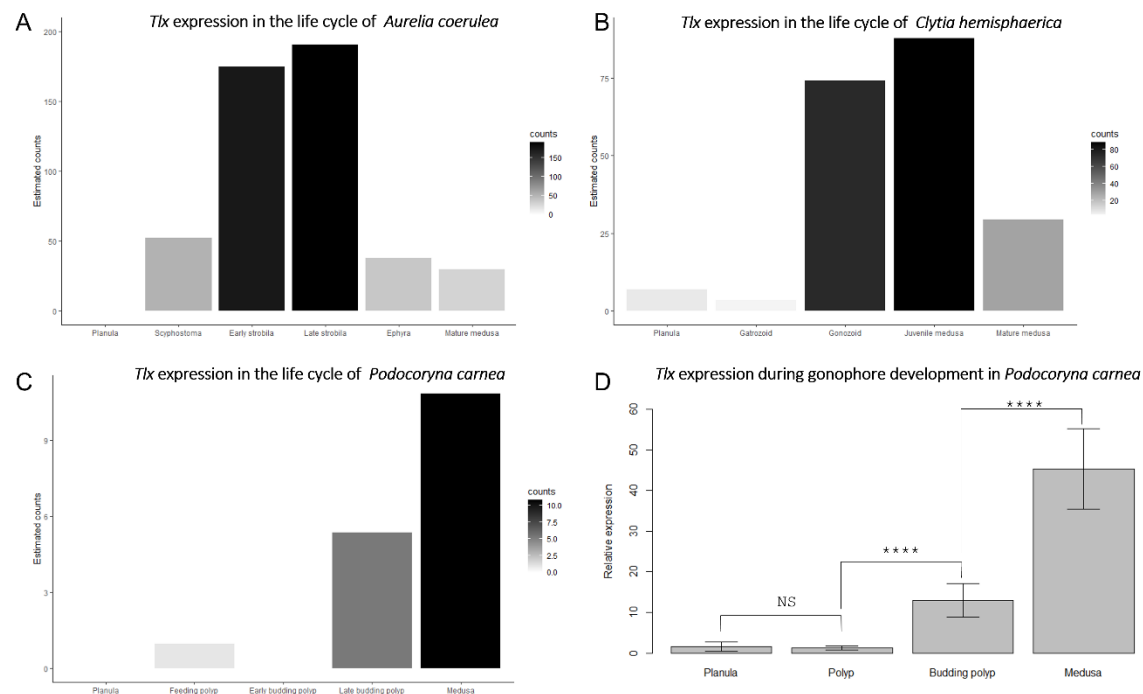 A
Tlx expression in the life cycle of Aurelia coerulea
200
150
100
50
0
Estimated counts
Planula Scyphostoma Early strobila Late strobila Ephyra Mature medusa
counts
150
100
50
0
B
Tlx expression in the life cycle of Clytia hemisphaerica
75
50
25
0
Estimated counts
Planula Gatrozoid Gonozoid Juvenile medusa Mature medusa
counts
80
60
40
20
C
Tlx expression in the life cycle of Podocoryna carnea
9
6
3
0
Estimated counts
Planula Feeding polyp Early budding polyp Late budding polyp Medusa
counts
10.0
7.5
5.0
2.5
0.0
D
Tlx expression during gonophore development in Podocoryna carnea
60
50
40
30
20
10
0
Relative expression
NS
****
****
Planula Polyp Budding polyp Medusa